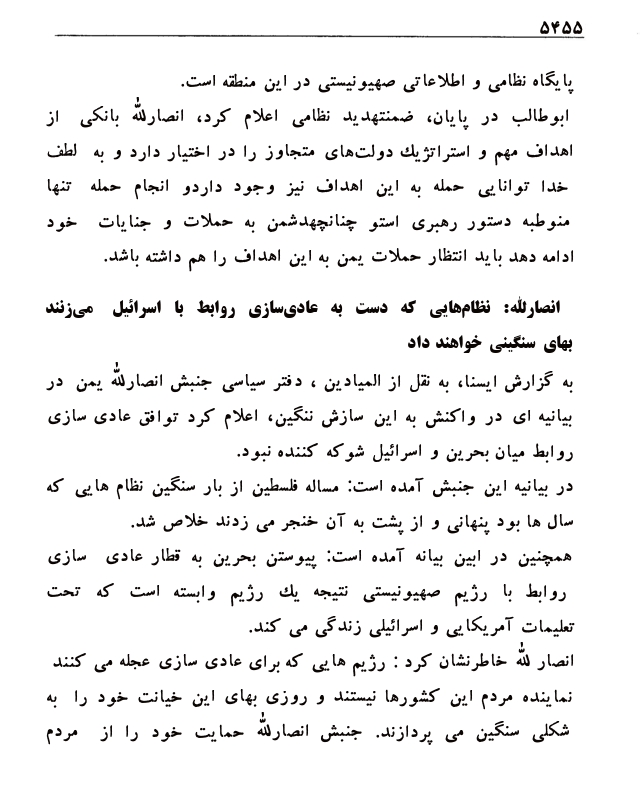 ۵۴۵۵
پایگاه نظامی و اطلاعاتی صهیونیستی در این منطقه است.
ابوطالب در پایان، ضمنتهدید نظامی اعلام کرد، انصارلله بانکی از
اهداف مهم و استراتژیك دولت‌های متجاوز را در اختیار دارد و به لطف
خدا توانایی حمله به این اهداف نیز وجود داردو انجام حمله تنها
منوطبه دستور رهبری استو چنانچهدشمن به حملات و جنایات خود
ادامه دهد باید انتظار حملات یمن به این اهداف را هم داشته باشد.
انصارلله: نظام‌هایی که دست به عادی‌سازی روابط با اسرائیل می‌زنند
بهای سنگینی خواهند داد
به گزارش ایسنا، به نقل از المیادین ، دفتر سیاسی جنبش انصارلله یمن در
بیانیه ای در واکنش به این سازش ننگین، اعلام کرد توافق عادی سازی
روابط میان بحرین و اسرائیل شوکه کننده نبود.
در بیانیه این جنبش آمده است: مساله فلسطین از بار سنگین نظام هایی که
سال ها بود پنهانی و از پشت به آن خنجر می زدند خلاص شد.
همچنین در ابین بیانه آمده است: پیوستن بحرین به قطار عادی سازی
روابط با رژیم صهیونیستی نتیجه یك رژیم وابسته است که تحت
تعلیمات آمریکایی و اسرائیلی زندگی می کند.
انصار لله خاطرنشان کرد : رژیم هایی که برای عادی سازی عجله می کنند
نماینده مردم این کشورها نیستند و روزی بهای این خیانت خود را به
شکلی سنگین می پردازند. جنبش انصارلله حمایت خود را از مردم